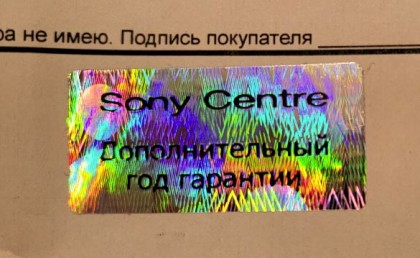 ра не имею. Подпись покупателя
Sony Centre
Дополнительный
год гарантии